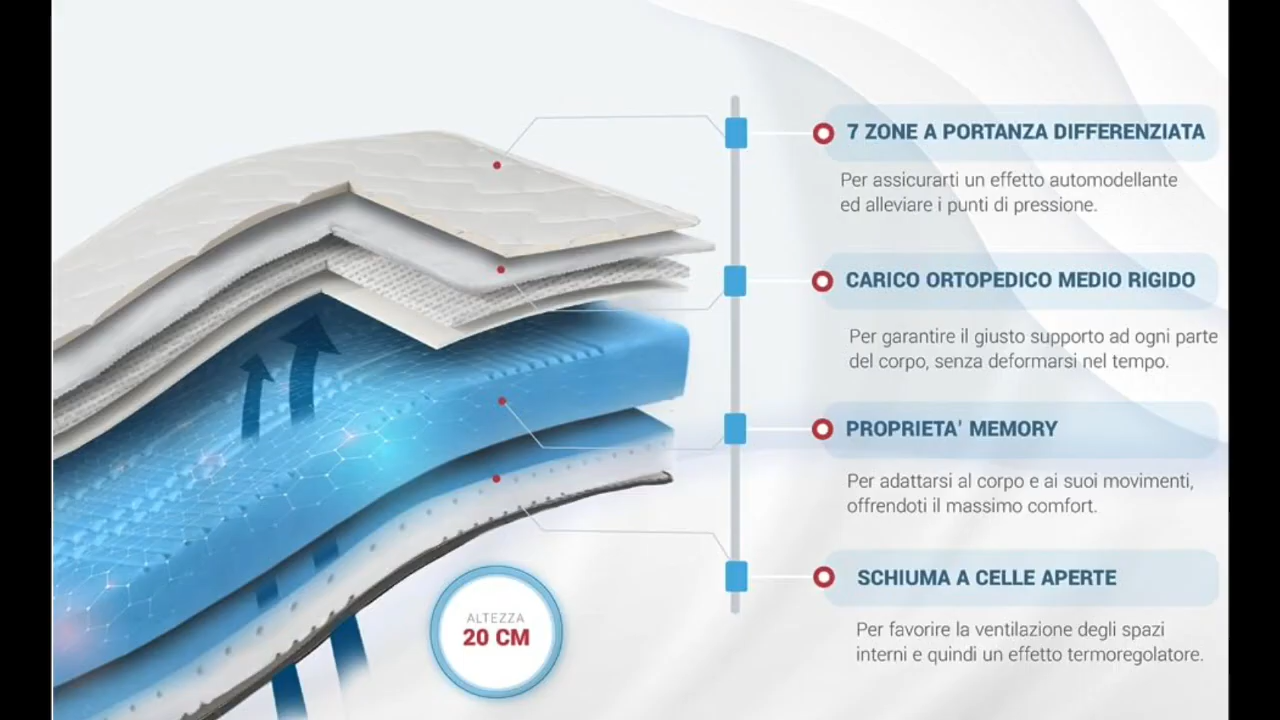 7 ZONE A PORTANZA DIFFERENZIATA
Per assicurarti un effetto automodellante
ed alleviare i punti di pressione.
CARICO ORTOPEDICO MEDIO RIGIDO
Per garantire il giusto supporto ad ogni parte
del corpo, senza deformarsi nel tempo.
PROPRIETA' MEMORY
Per adattarsi al corpo e ai suoi movimenti,
offrendoti il massimo comfort.
SCHIUMA A CELLE APERTE
Per favorire la ventilazione degli spazi
interni e quindi un effetto termoregolatore.
ALTEZZA
20 CM